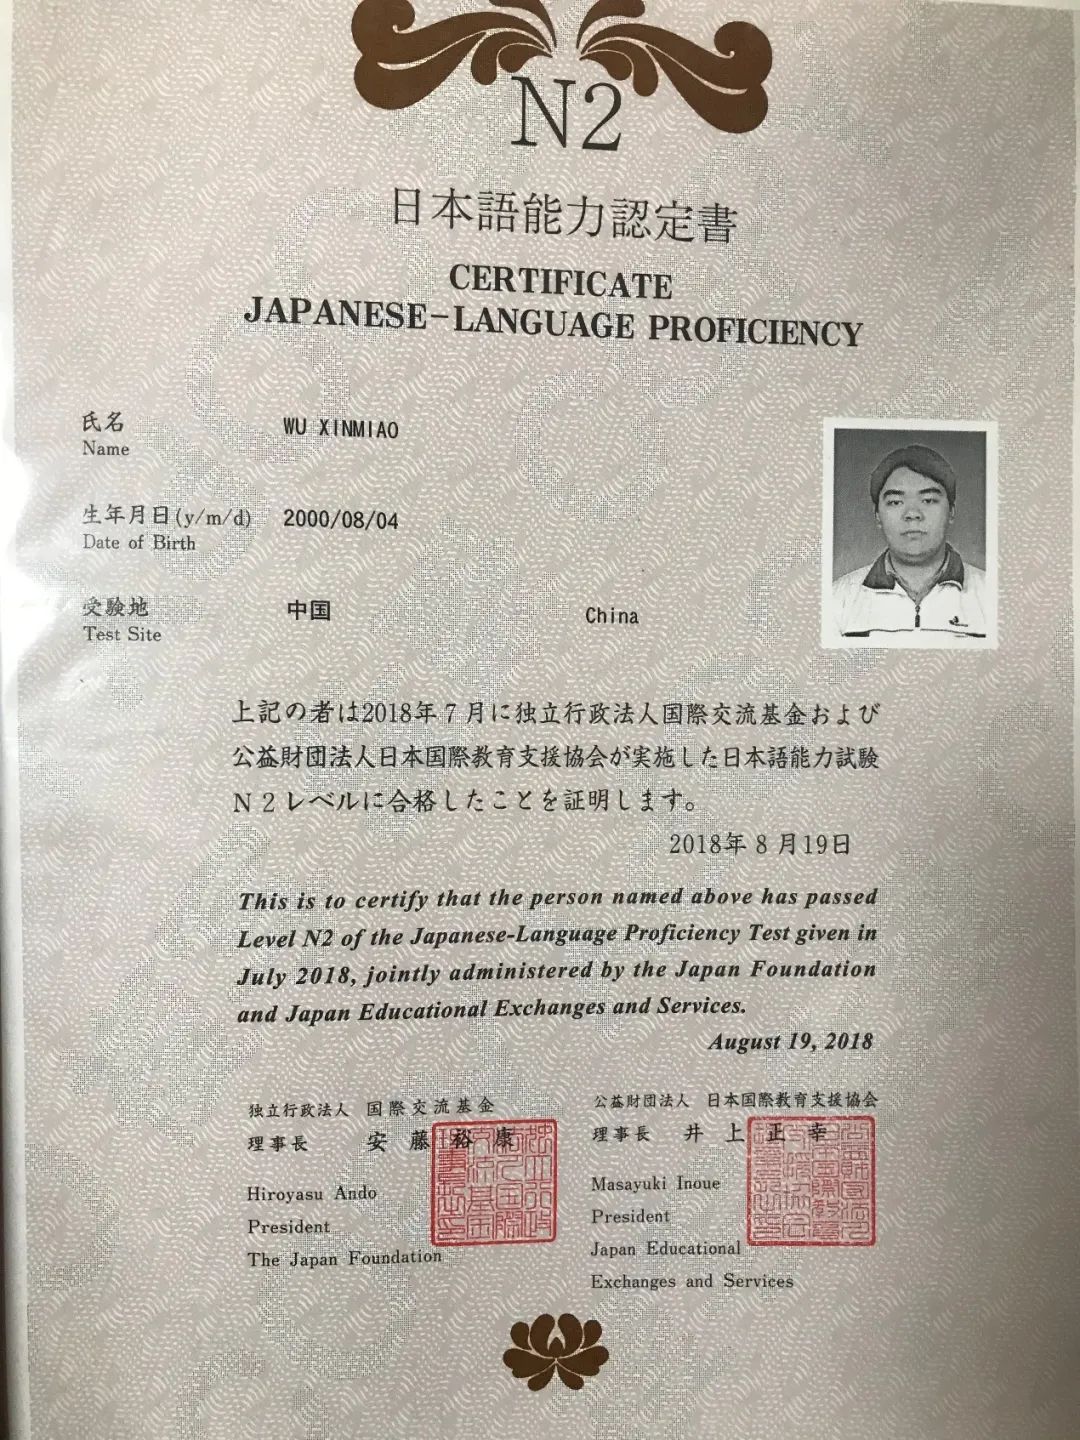 N2
日本語能力認定書
CERTIFICATE
JAPANESE-LANGUAGE PROFICIENCY
氏名 WU XINMIAO
Name
生年月日(y/m/d) 2000/08/04
Date of Birth
受験地 中国 China
Test Site
上記の者は2018年7月に独立行政法人国際交流基金および
公益財団法人日本国際教育支援協会が実施した日本語能力試験
N2レベルに合格したことを証明します。
2018年8月19日
This is to certify that the person named above has passed
Level N2 of the Japanese-Language Proficiency Test given in
July 2018, jointly administered by the Japan Foundation
and Japan Educational Exchanges and Services.
August 19, 2018
独立行政法人 国際交流基金
理事長 安藤裕康
Hiroyasu Ando
President
The Japan Foundation
公益財団法人 日本国際教育支援協会
理事長 井上正幸
Masayuki Inoue
President
Japan Educational
Exchanges and Services